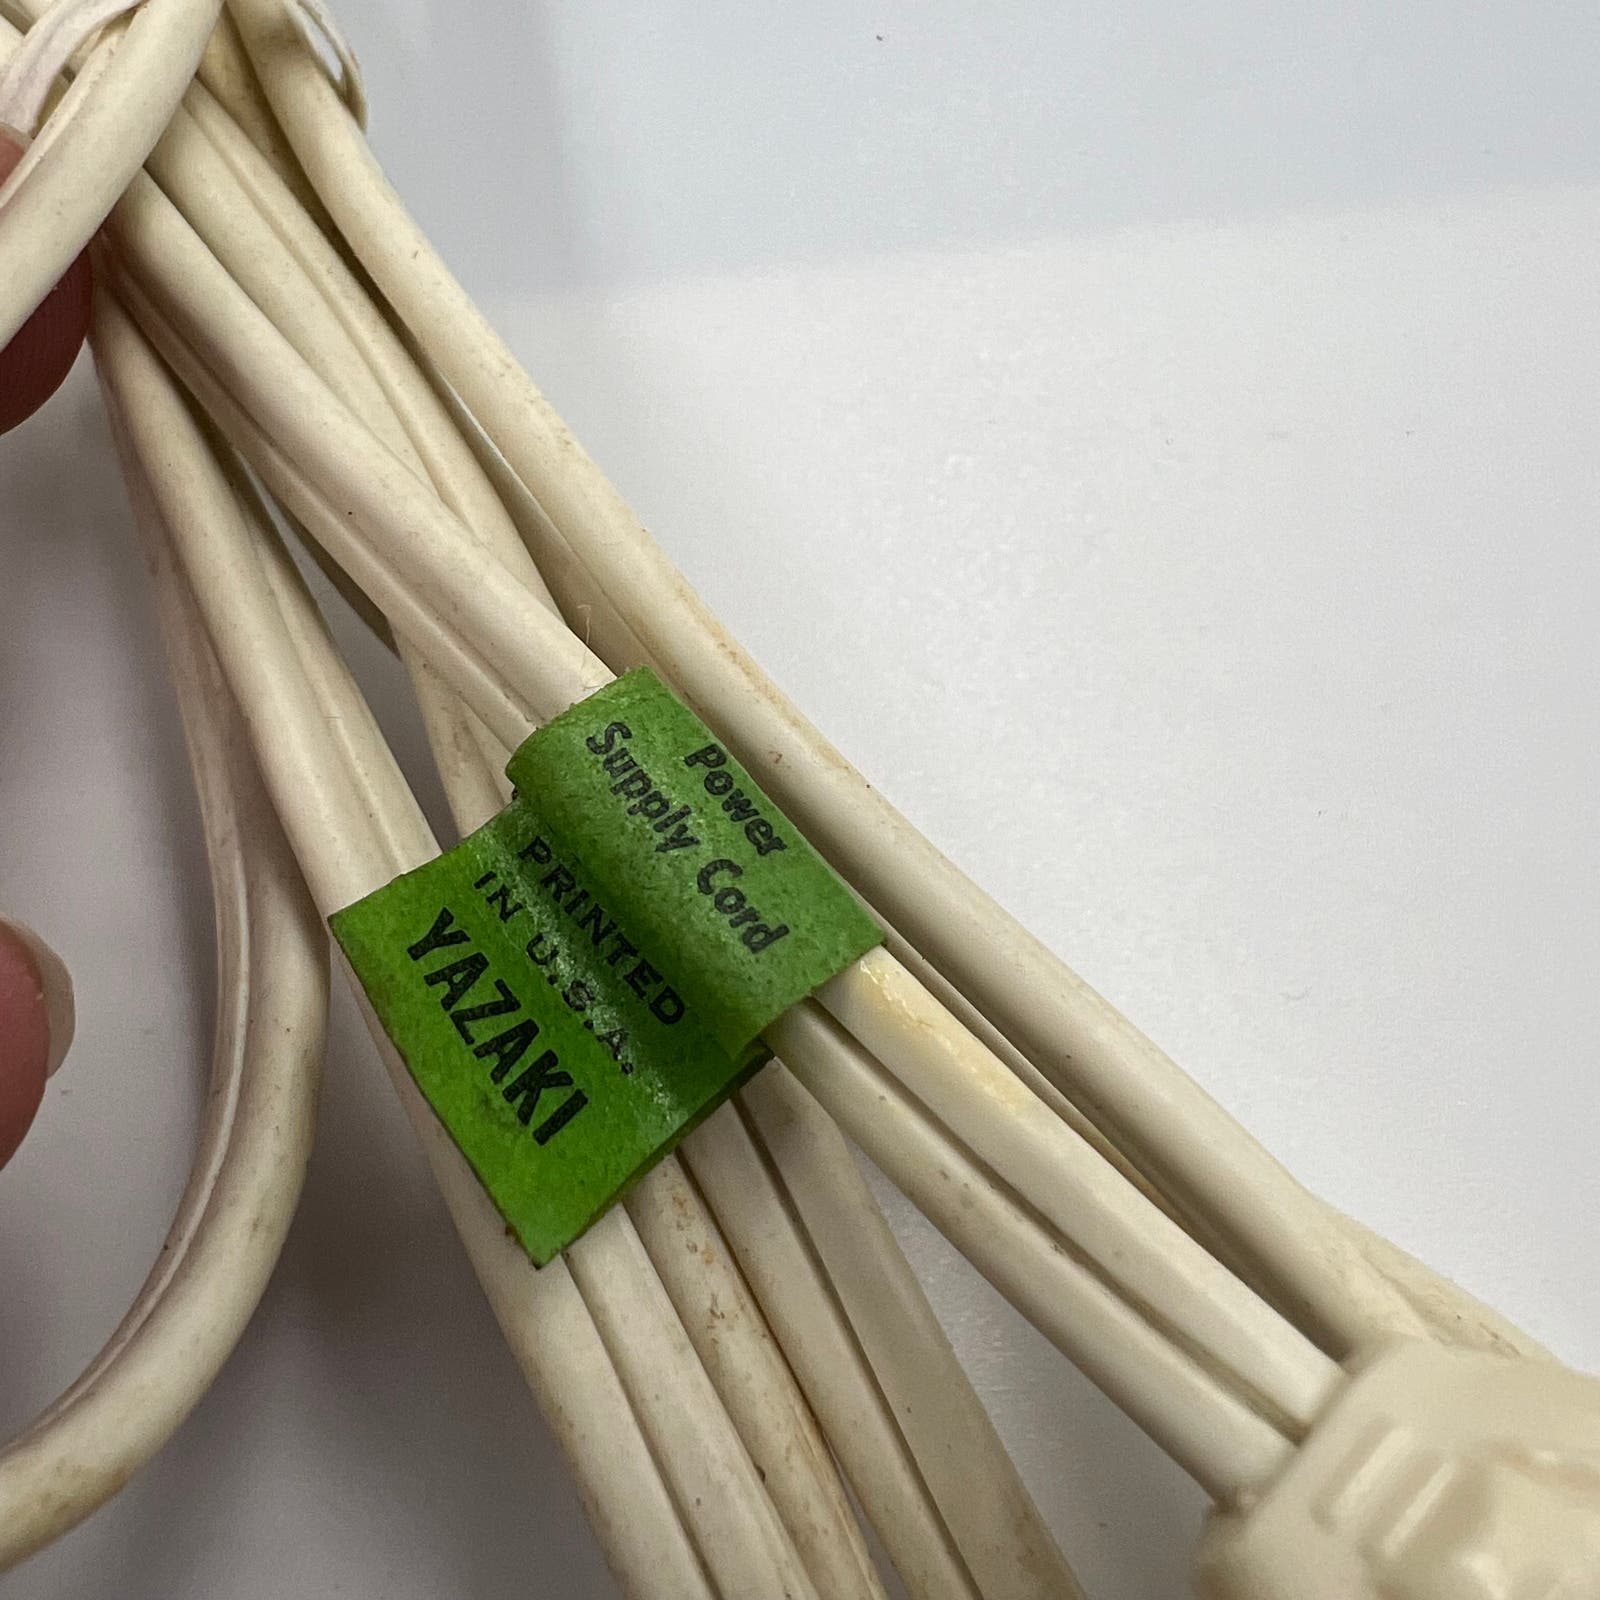 Power
Supply Cord
PRINTED
IN U.S.A.
YAZAKI